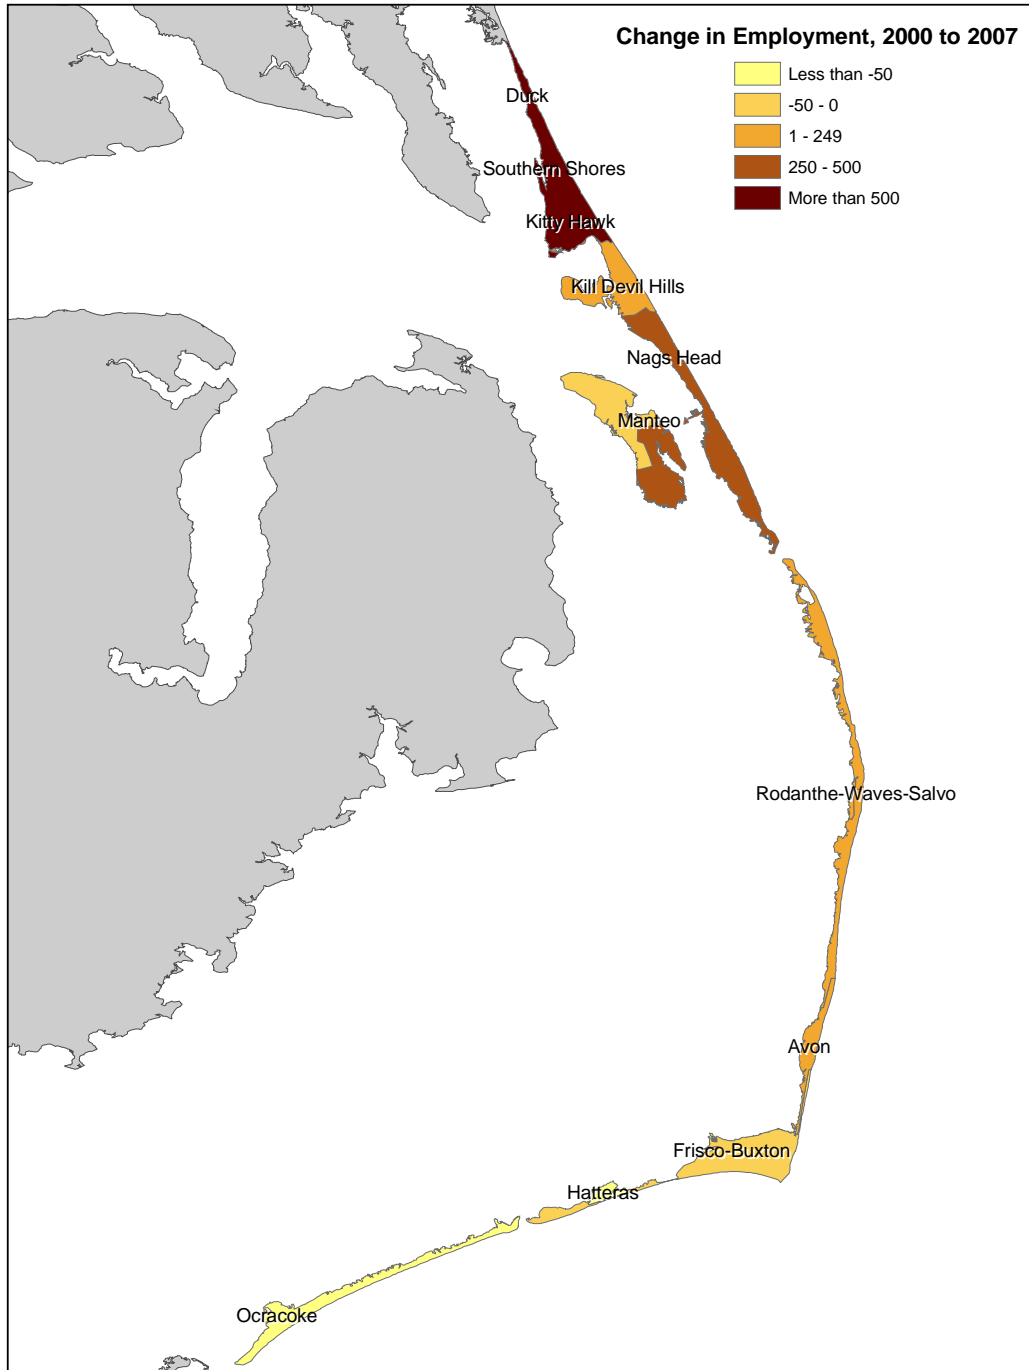 Change in Employment, 2000 to 2007
Less than -50
-50 - 0
1 - 249
250 - 500
More than 500
Duck
Southern Shores
Kitty Hawk
Kill Devil Hills
Nags Head
Manteo
Rodanthe-Waves-Salvo
Avon
Frisco-Buxton
Hatteras
Ocracoke